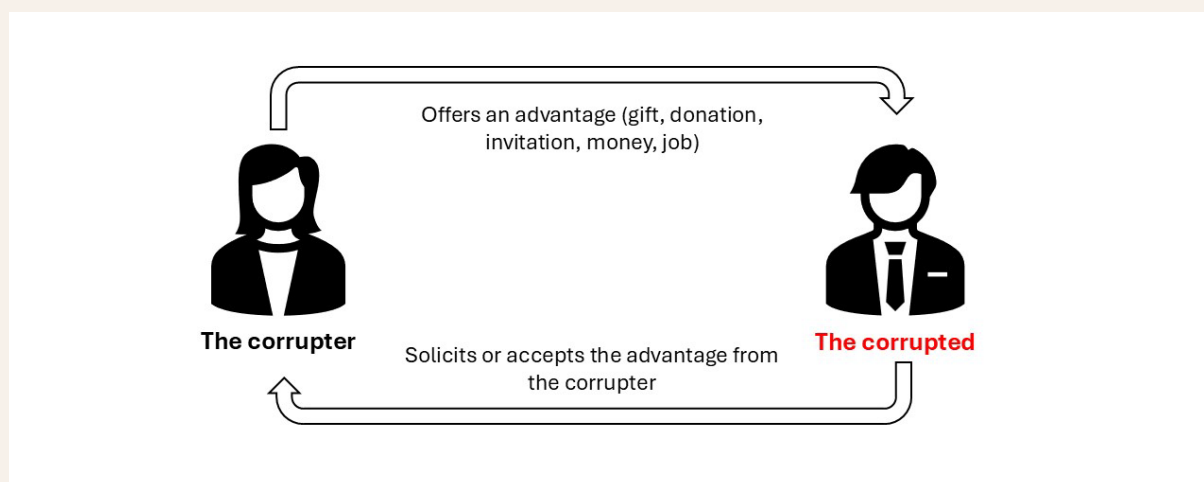 Offers an advantage (gift, donation,
invitation, money, job)
The corrupter
The corrupted
Solicits or accepts the advantage from
the corrupter